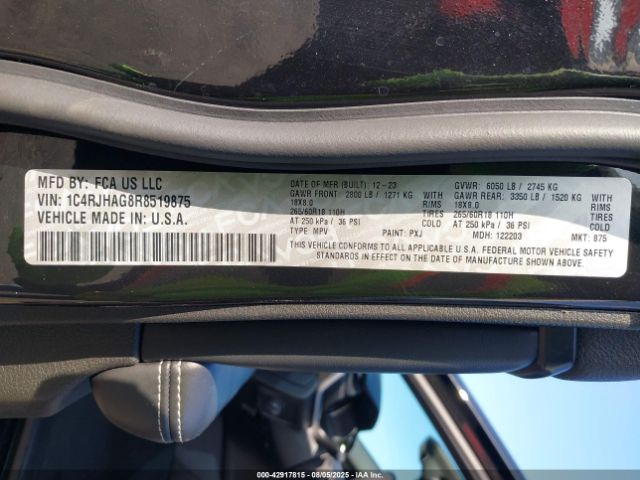 MFD BY: FCA US LLC
VIN: 1C4RJHAG8R8519875
VEHICLE MADE IN: U.S.A.
DATE OF MFR (BUILT): 12-23
GAWR FRONT: 2800 LB / 1271 KG
18X8.0
265/60R18 110H
AT 250 kPa / 36 PSI
TYPE: MPV
PAINT: PXJ
WITH
RIMS
TIRES
GVWR: 6050 LB / 2745 KG
GAWR REAR: 3350 LB / 1520 KG
18X8.0
265/60R18 110H
AT 250 kPa / 36 PSI
MDH: 122203
WITH
RIMS
TIRES
MKT: 875
THIS VEHICLE CONFORMS TO ALL APPLICABLE U.S.A. FEDERAL MOTOR VEHICLE SAFETY
STANDARDS IN EFFECT ON THE DATE OF MANUFACTURE SHOWN ABOVE.
000-42917815 - 08/05/2025 - COPYRIGHT IAA, LLC.